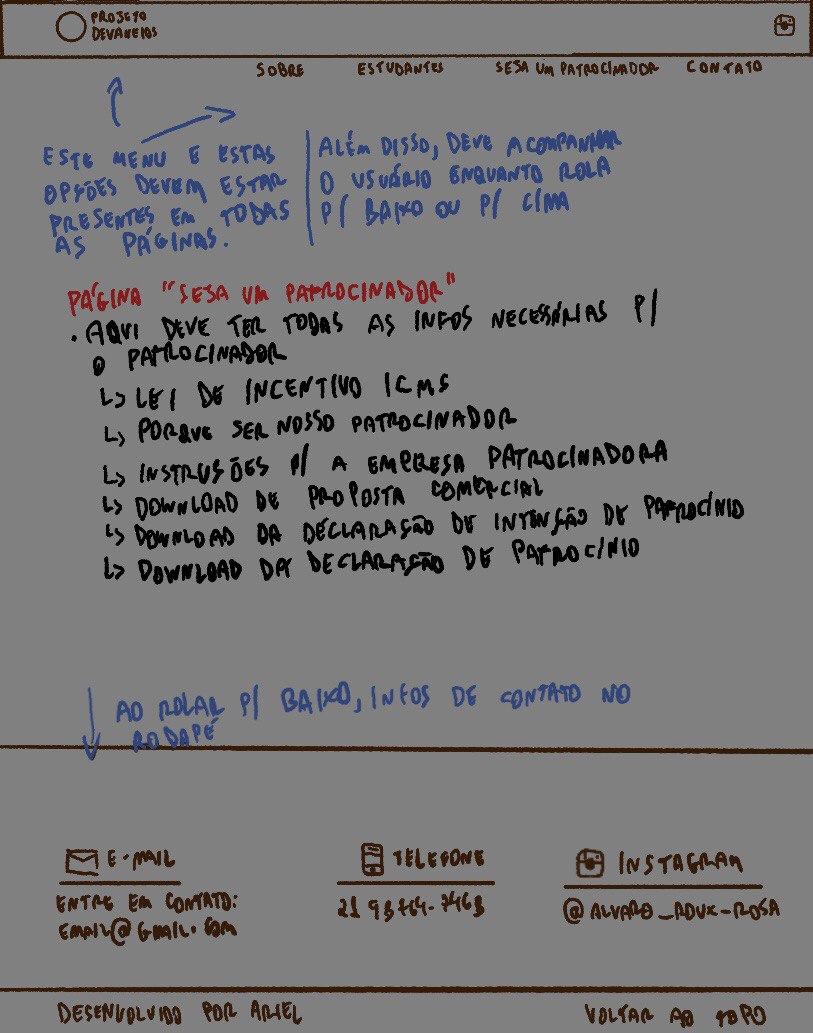 PROJETO
DEVANEIOS
SOBRE ESTUDANTES SEJA UM PATROCINADOR CONTATO
ESTE MENU E ESTAS
OPÇÕES DEVEM ESTAR
PRESENTES EM TODAS
AS PÁGINAS.
ALÉM DISSO, DEVE ACOMPANHAR
O USUÁRIO ENQUANTO ROLA
P/ BAIXO OU P/ CIMA
PÁGINA "SEJA UM PATROCINADOR"
. AQUI DEVE TER TODAS AS INFOS NECESSÁRIAS P/
O PATROCINADOR
↳ LEI DE INCENTIVO ICMS
↳ PORQUE SER NOSSO PATROCINADOR
↳ INSTRUSÕES P/ A EMPRESA PATROCINADORA
↳ DOWNLOAD DE PROPOSTA COMERCIAL
↳ DOWNLOAD DA DECLARAÇÃO DE INTENÇÃO DE PATROCÍNIO
↳ DOWNLOAD DA DECLARAÇÃO DE PATROCÍNIO
AO ROLAR P/ BAIXO, INFOS DE CONTATO NO
RODAPÉ
E-MAIL TELEFONE INSTAGRAM
ENTRE EM CONTATO:
EMAIL@GMAIL.COM
21
@ALVARO_ADUX-ROSA
DESENVOLVIDO POR ARIEL VOLTAR AO TOPO